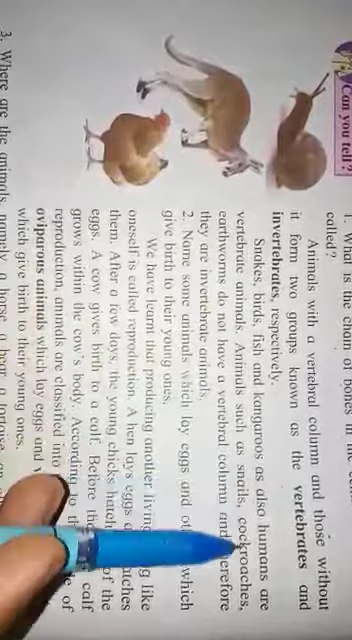 Can you tell ?
1. What is the chain of bones in the
called?
Animals with a vertebral column and those without
it form two groups known as the vertebrates and
invertebrates, respectively.
Snakes, birds, fish and kangaroos as also humans are
vertebrate animals. Animals such as snails, cockroaches,
earthworms do not have a vertebral column and therefore
they are invertebrate animals.
2. Name some animals which lay eggs and which
give birth to their young ones.
We have learnt that producing another living like
oneself is called reproduction. A hen lays eggs
them. After a few days, the young chicks hatch of the
eggs. A cow gives birth to a calf. Before the calf
grows within the cow's body. According to of
reproduction, animals are classified into
oviparous animals which lay eggs and
which give birth to their young ones.
3. Where are the animals, namely a horse, a bear, a tortoise,